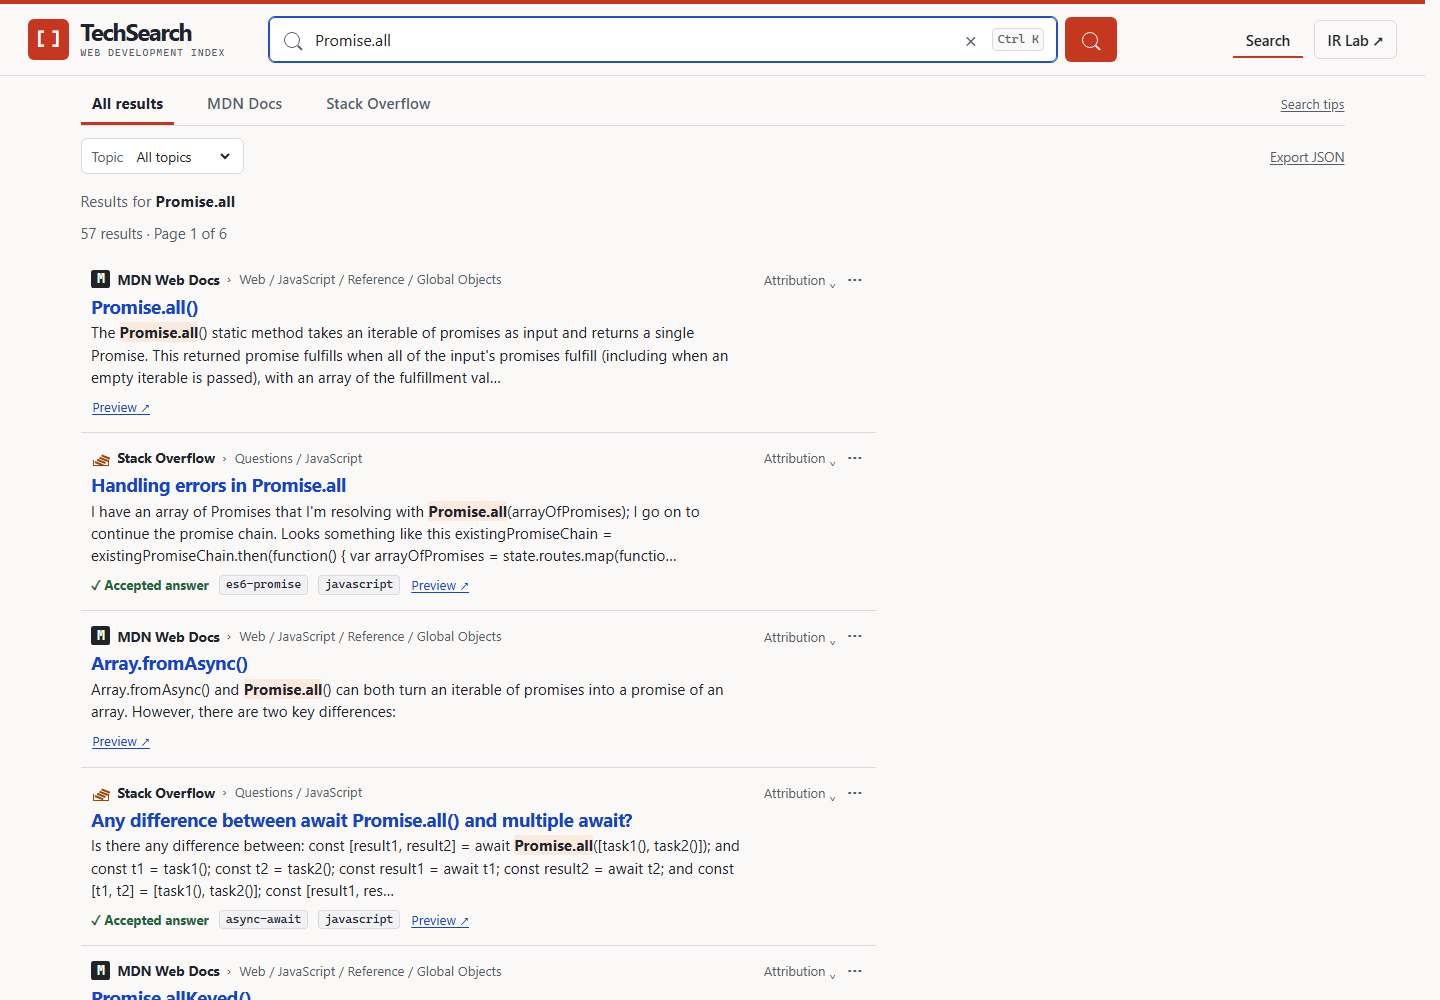 [ ] TechSearch
WEB DEVELOPMENT INDEX
Promise.all
× Ctrl K
Search
IR Lab ↗
All results MDN Docs Stack Overflow
Search tips
Topic All topics
Export JSON
Results for Promise.all
57 results · Page 1 of 6
M MDN Web Docs › Web / JavaScript / Reference / Global Objects
Attribution ⌄ ···
Promise.all()
The Promise.all() static method takes an iterable of promises as input and returns a single
Promise. This returned promise fulfills when all of the input's promises fulfill (including when an
empty iterable is passed), with an array of the fulfillment val…
Preview ↗
Stack Overflow › Questions / JavaScript
Attribution ⌄ ···
Handling errors in Promise.all
I have an array of Promises that I'm resolving with Promise.all(arrayOfPromises); I go on to
continue the promise chain. Looks something like this existingPromiseChain =
existingPromiseChain.then(function() { var arrayOfPromises = state.routes.map(functio…
✓ Accepted answer es6-promise javascript Preview ↗
M MDN Web Docs › Web / JavaScript / Reference / Global Objects
Attribution ⌄ ···
Array.fromAsync()
Array.fromAsync() and Promise.all() can both turn an iterable of promises into a promise of an
array. However, there are two key differences:
Preview ↗
Stack Overflow › Questions / JavaScript
Attribution ⌄ ···
Any difference between await Promise.all() and multiple await?
Is there any difference between: const [result1, result2] = await Promise.all([task1(), task2()]); and
const t1 = task1(); const t2 = task2(); const result1 = await t1; const result2 = await t2; and const
[t1, t2] = [task1(), task2()]; const [result1, res…
✓ Accepted answer async-await javascript Preview ↗
M MDN Web Docs › Web / JavaScript / Reference / Global Objects
Attribution ⌄ ···
Promise.allKeyed()